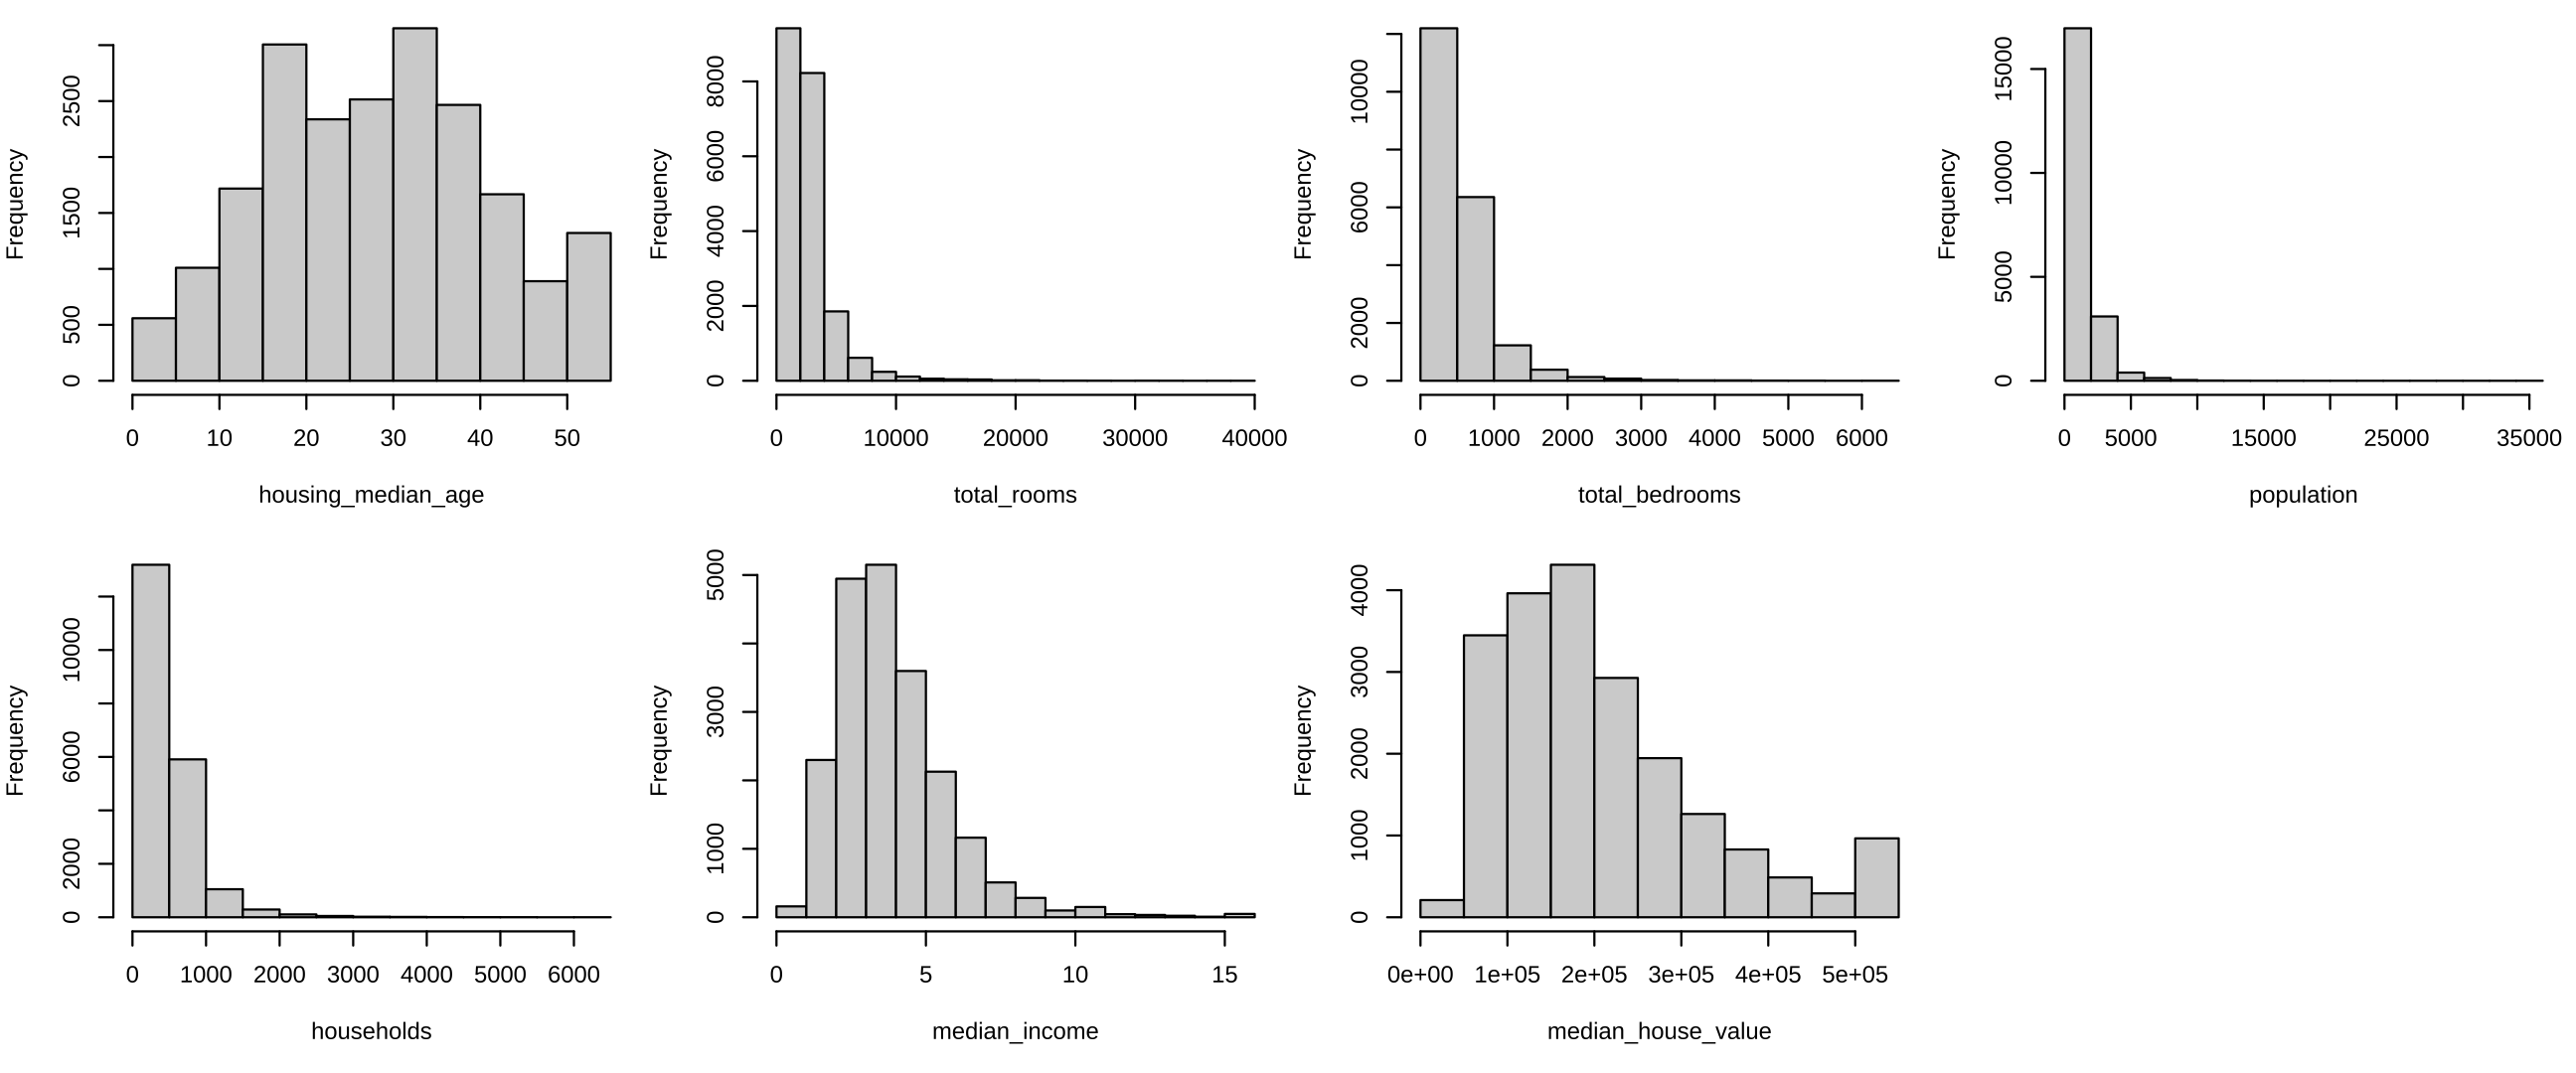 Frequency
0 500 1500 2500
0 10 20 30 40 50
housing_median_age
Frequency
0 2000 4000 6000 8000
0 10000 20000 30000 40000
total_rooms
Frequency
0 2000 6000 10000
0 1000 2000 3000 4000 5000 6000
total_bedrooms
Frequency
0 5000 10000 15000
0 5000 15000 25000 35000
population
Frequency
0 2000 6000 10000
0 1000 2000 3000 4000 5000 6000
households
Frequency
0 1000 3000 5000
0 5 10 15
median_income
Frequency
0 1000 2000 3000 4000
0e+00 1e+05 2e+05 3e+05 4e+05 5e+05
median_house_value